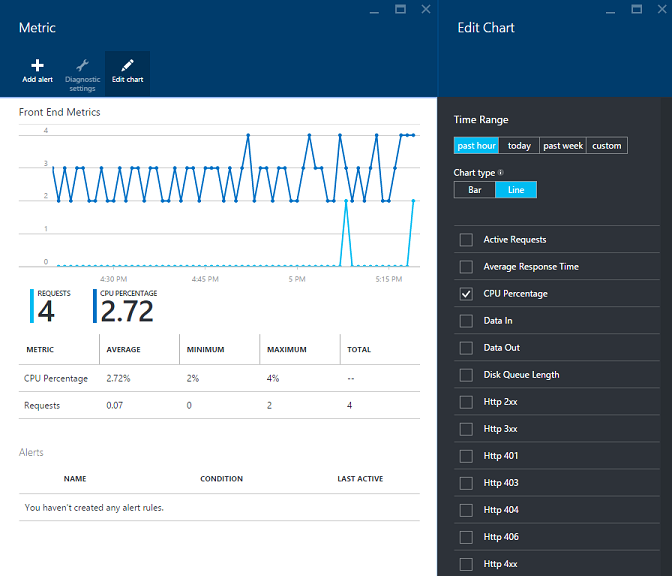 Metric
Add alert
Diagnostic
settings
Edit chart
Front End Metrics
4
3
2
1
0
4:30 PM 4:45 PM 5 PM 5:15 PM
REQUESTS
4
CPU PERCENTAGE
2.72
METRIC AVERAGE MINIMUM MAXIMUM TOTAL
CPU Percentage 2.72% 2% 4% --
Requests 0.07 0 2 4
Alerts
NAME CONDITION LAST ACTIVE
You haven't created any alert rules.
Edit Chart
Time Range
past hour today past week custom
Chart type
Bar Line
Active Requests
Average Response Time
CPU Percentage
Data In
Data Out
Disk Queue Length
Http 2xx
Http 3xx
Http 401
Http 403
Http 404
Http 406
Http 4xx